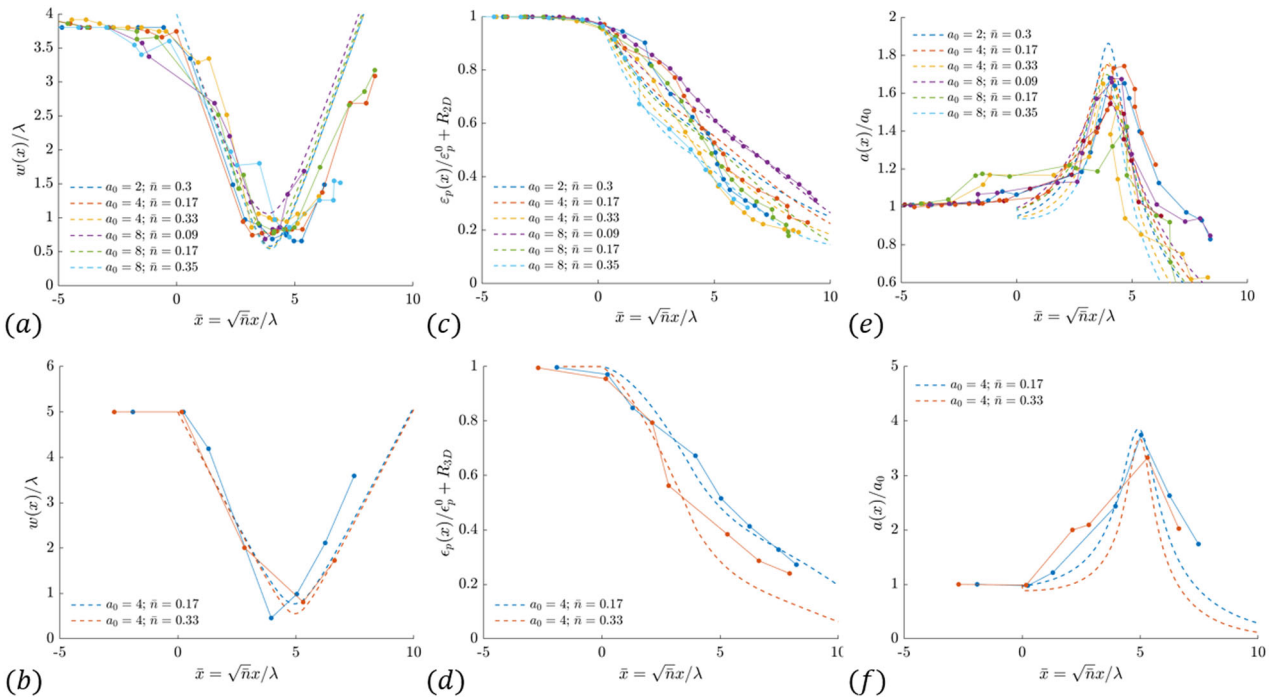 4
3.5
3
2.5
2
1.5
1
0.5
0
w(x)/λ
a₀ = 2; n̄ = 0.3
a₀ = 4; n̄ = 0.17
a₀ = 4; n̄ = 0.33
a₀ = 8; n̄ = 0.09
a₀ = 8; n̄ = 0.17
a₀ = 8; n̄ = 0.35
-5 0 5 10
x̄ = √n̄x/λ
(a)
1
0.8
0.6
0.4
0.2
0
εₚ(x)/εₚ⁰ + R₂D
a₀ = 2; n̄ = 0.3
a₀ = 4; n̄ = 0.17
a₀ = 4; n̄ = 0.33
a₀ = 8; n̄ = 0.09
a₀ = 8; n̄ = 0.17
a₀ = 8; n̄ = 0.35
-5 0 5 10
x̄ = √n̄x/λ
(c)
2
1.8
1.6
1.4
1.2
1
0.8
0.6
a(x)/a₀
a₀ = 2; n̄ = 0.3
a₀ = 4; n̄ = 0.17
a₀ = 4; n̄ = 0.33
a₀ = 8; n̄ = 0.09
a₀ = 8; n̄ = 0.17
a₀ = 8; n̄ = 0.35
-5 0 5 10
x̄ = √n̄x/λ
(e)
6
5
4
3
2
1
0
w(x)/λ
a₀ = 4; n̄ = 0.17
a₀ = 4; n̄ = 0.33
-5 0 5 10
x̄ = √n̄x/λ
(b)
1
0.8
0.6
0.4
0.2
0
ϵₚ(x)/ϵₚ⁰ + R₃D
a₀ = 4; n̄ = 0.17
a₀ = 4; n̄ = 0.33
-5 0 5
x̄ = √n̄x/λ
(d)
5
4
3
2
1
0
a(x)/a₀
a₀ = 4; n̄ = 0.17
a₀ = 4; n̄ = 0.33
-5 0 5 10
x̄ = √n̄x/λ
(f)